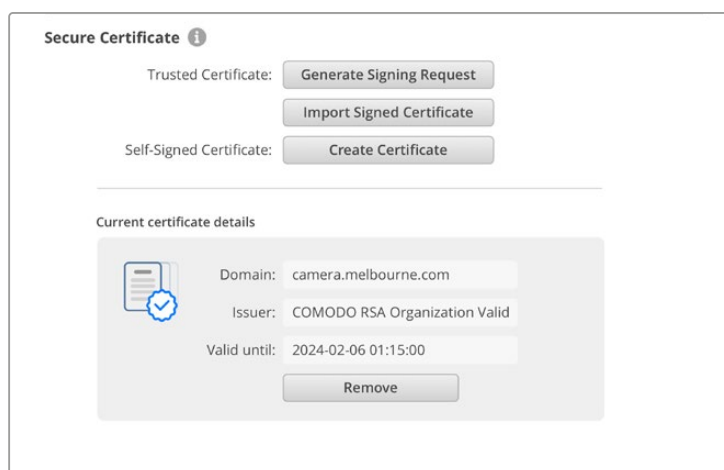 Secure Certificate
Trusted Certificate: Generate Signing Request
Import Signed Certificate
Self-Signed Certificate: Create Certificate
Current certificate details
Domain: camera.melbourne.com
Issuer: COMODO RSA Organization Valid
Valid until: 2024-02-06 01:15:00
Remove